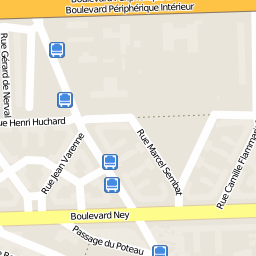 Boulevard Périphérique Intérieur
Rue Gérard de Nerval
Rue Henri Huchard
Rue Jean Varenne
Rue Marcel Sembat
Rue Camille Flammarion
Boulevard Ney
Passage du Poteau